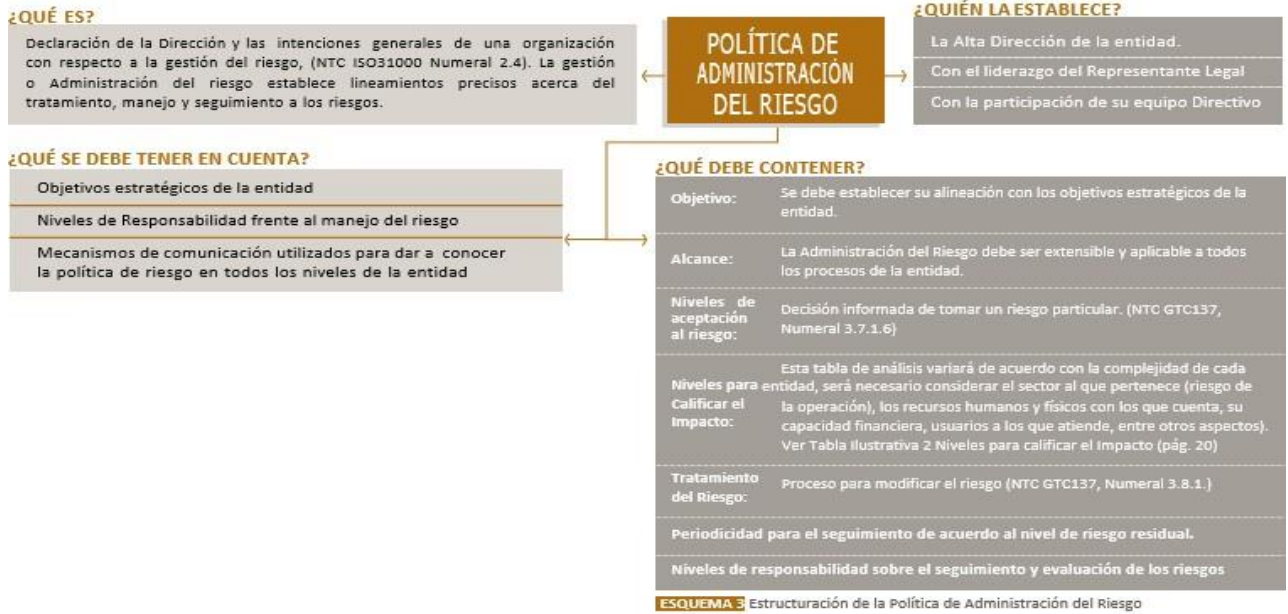 ¿QUÉ ES?
Declaración de la Dirección y las intenciones generales de una organización
con respecto a la gestión del riesgo, (NTC ISO31000 Numeral 2.4). La gestión
o Administración del riesgo establece lineamientos precisos acerca del
tratamiento, manejo y seguimiento a los riesgos.
POLÍTICA DE
ADMINISTRACIÓN
DEL RIESGO
¿QUIÉN LA ESTABLECE?
La Alta Dirección de la entidad.
Con el liderazgo del Representante Legal
Con la participación de su equipo Directivo
¿QUÉ SE DEBE TENER EN CUENTA?
Objetivos estratégicos de la entidad
Niveles de Responsabilidad frente al manejo del riesgo
Mecanismos de comunicación utilizados para dar a conocer
la política de riesgo en todos los niveles de la entidad
¿QUÉ DEBE CONTENER?
Objetivo:
Se debe establecer su alineación con los objetivos estratégicos de la
entidad.
Alcance:
La Administración del Riesgo debe ser extensible y aplicable a todos
los procesos de la entidad.
Niveles de
aceptación
al riesgo:
Decisión informada de tomar un riesgo particular. (NTC GTC137,
Numeral 3.7.1.6)
Niveles para
Calificar el
Impacto:
Esta tabla de análisis variará de acuerdo con la complejidad de cada
entidad, será necesario considerar el sector al que pertenece (riesgo de
la operación), los recursos humanos y físicos con los que cuenta, su
capacidad financiera, usuarios a los que atiende, entre otros aspectos).
Ver Tabla Ilustrativa 2 Niveles para calificar el Impacto (pág. 20)
Tratamiento
del Riesgo:
Proceso para modificar el riesgo (NTC GTC137, Numeral 3.8.1.)
Periodicidad para el seguimiento de acuerdo al nivel de riesgo residual.
Niveles de responsabilidad sobre el seguimiento y evaluación de los riesgos
ESQUEMA 3 Estructuración de la Política de Administración del Riesgo